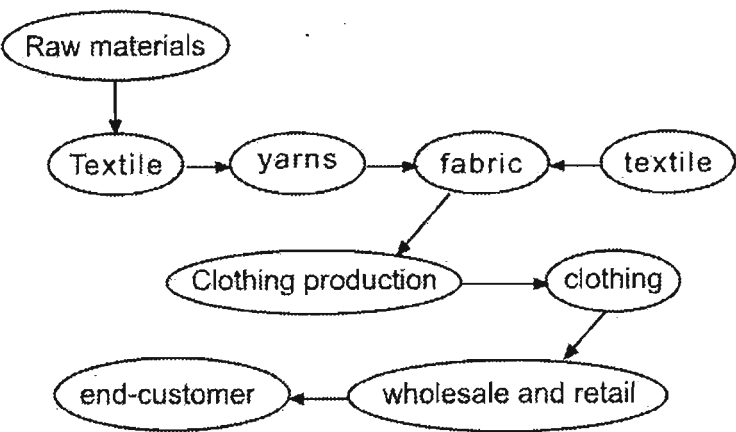 Raw materials
Textile
yarns
fabric
textile
Clothing production
clothing
end-customer
wholesale and retail